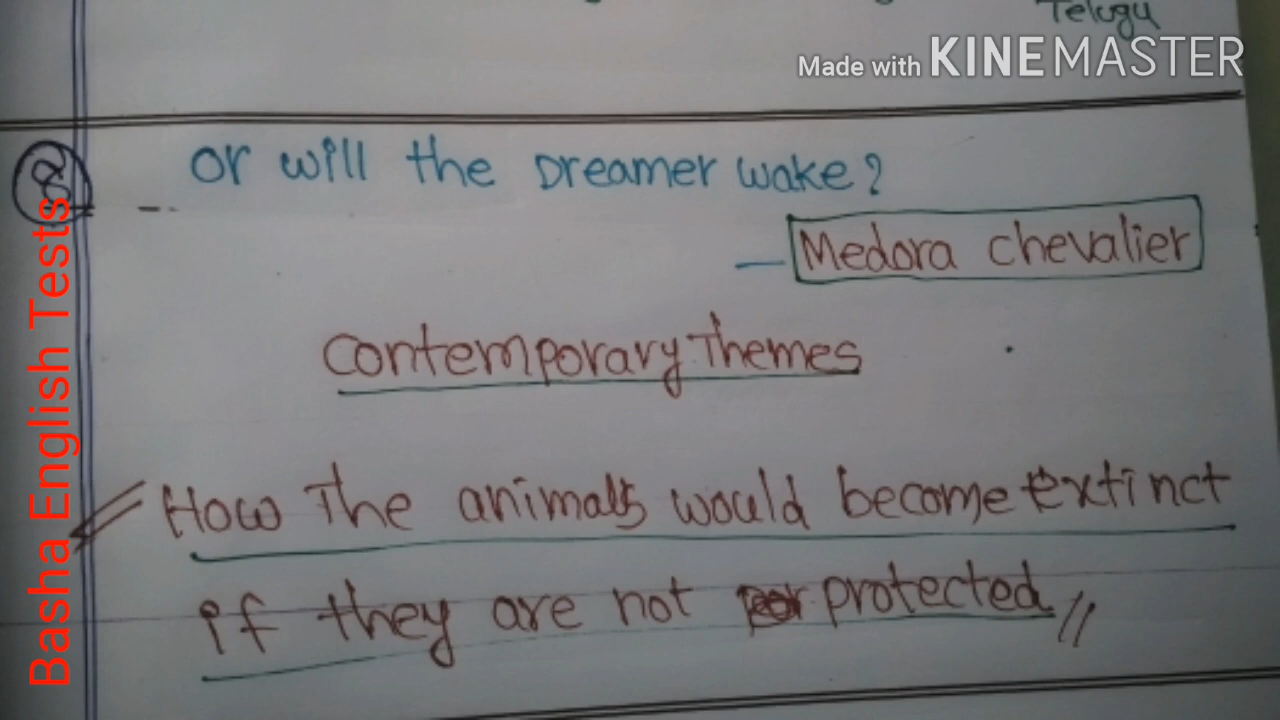 Telugu
Made with KINEMASTER
8
or will the Dreamer wake?
— Medora chevalier
Contemporary Themes
How The animals would become extinct
if they are not protected //
Basha English Tests